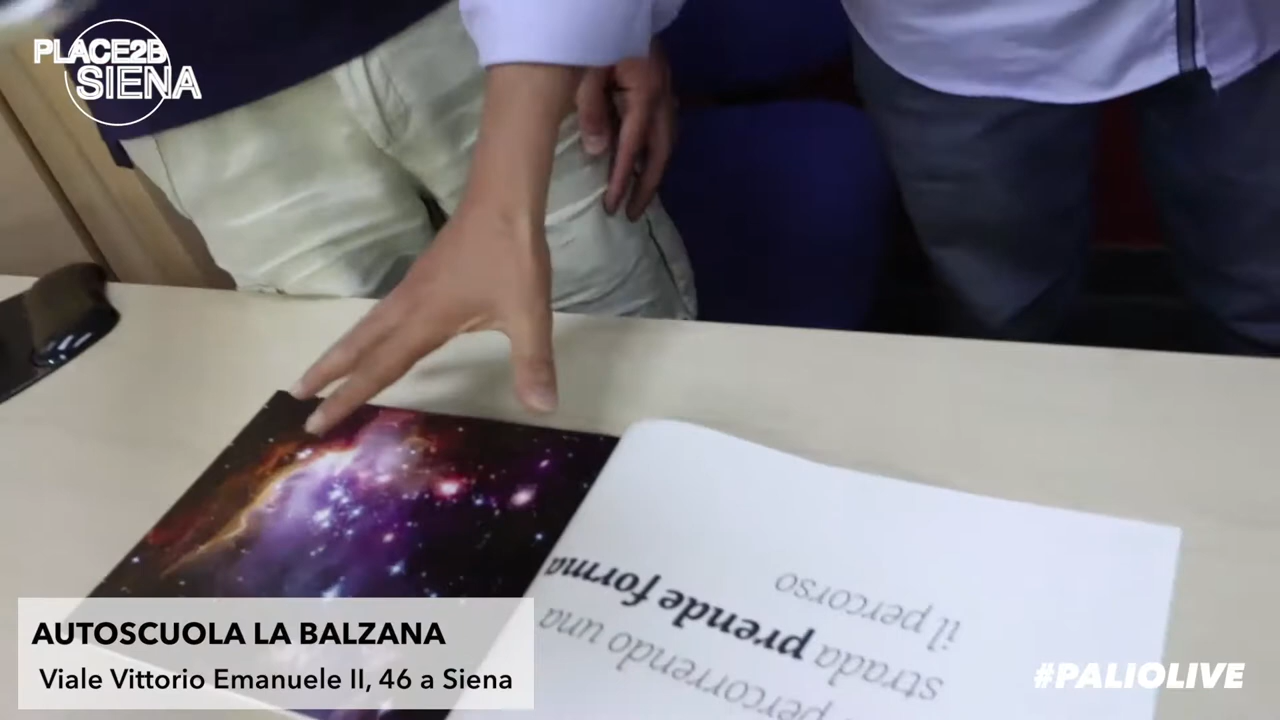 PLACE2B
SIENA
percorrendo una
strada prende forma
il percorso
AUTOSCUOLA LA BALZANA
Viale Vittorio Emanuele II, 46 a Siena
#PALIOLIVE